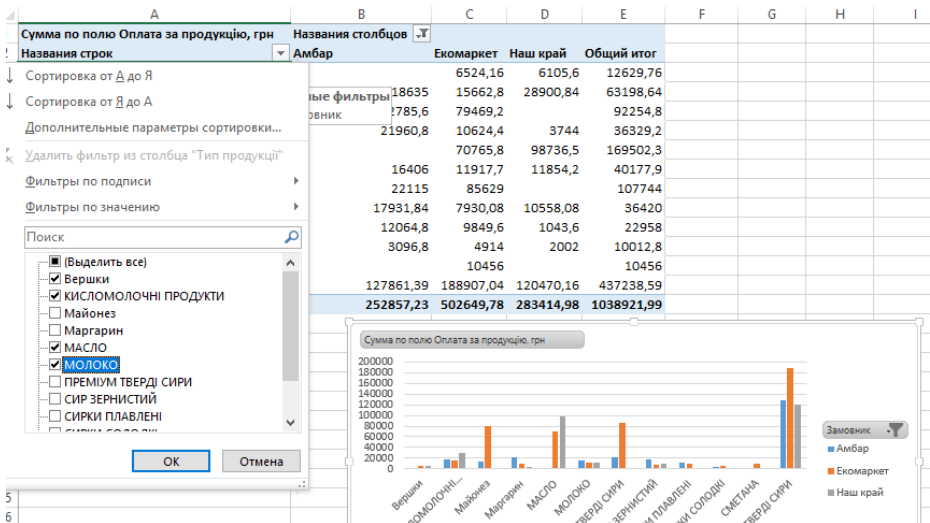 A B C D E F G H I
Сумма по полю Оплата за продукцію, грн Названия столбцов
Названия строк Амбар Екомаркет Наш край Общий итог
6524,16 6105,6 12629,76
18635 15662,8 28900,84 63198,64
79469,2 92254,8
21960,8 10624,4 3744 36329,2
70765,8 98736,5 169502,3
16406 11917,7 11854,2 40177,9
22115 85629 107744
17931,84 7930,08 10558,08 36420
12064,8 9849,6 1043,6 22958
3096,8 4914 2002 10012,8
10456 10456
127861,39 188907,04 120470,16 437238,59
252857,23 502649,78 283414,98 1038921,99
Сортировка от А до Я
Сортировка от Я до А
Дополнительные параметры сортировки...
Удалить фильтр из столбца "Тип продукції"
Фильтры по подписи
Фильтры по значению
фильтры
Поиск
(Выделить все)
Вершки
КИСЛОМОЛОЧНІ ПРОДУКТИ
Майонез
Маргарин
МАСЛО
МОЛОКО
ПРЕМІУМ ТВЕРДІ СИРИ
СИР ЗЕРНИСТИЙ
СИРКИ ПЛАВЛЕНІ
ОК Отмена
Сумма по полю Оплата за продукцію, грн
200000
180000
160000
140000
120000
100000
80000
60000
40000
20000
0
Вершки
Майонез
Маргарин
МАСЛО
МОЛОКО
ТВЕРДІ СИРИ
ПЛАВЛЕНІ
СОЛОДКІ
СМЕТАНА
СИРИ
Замовник
Амбар
Екомаркет
Наш край
5
6